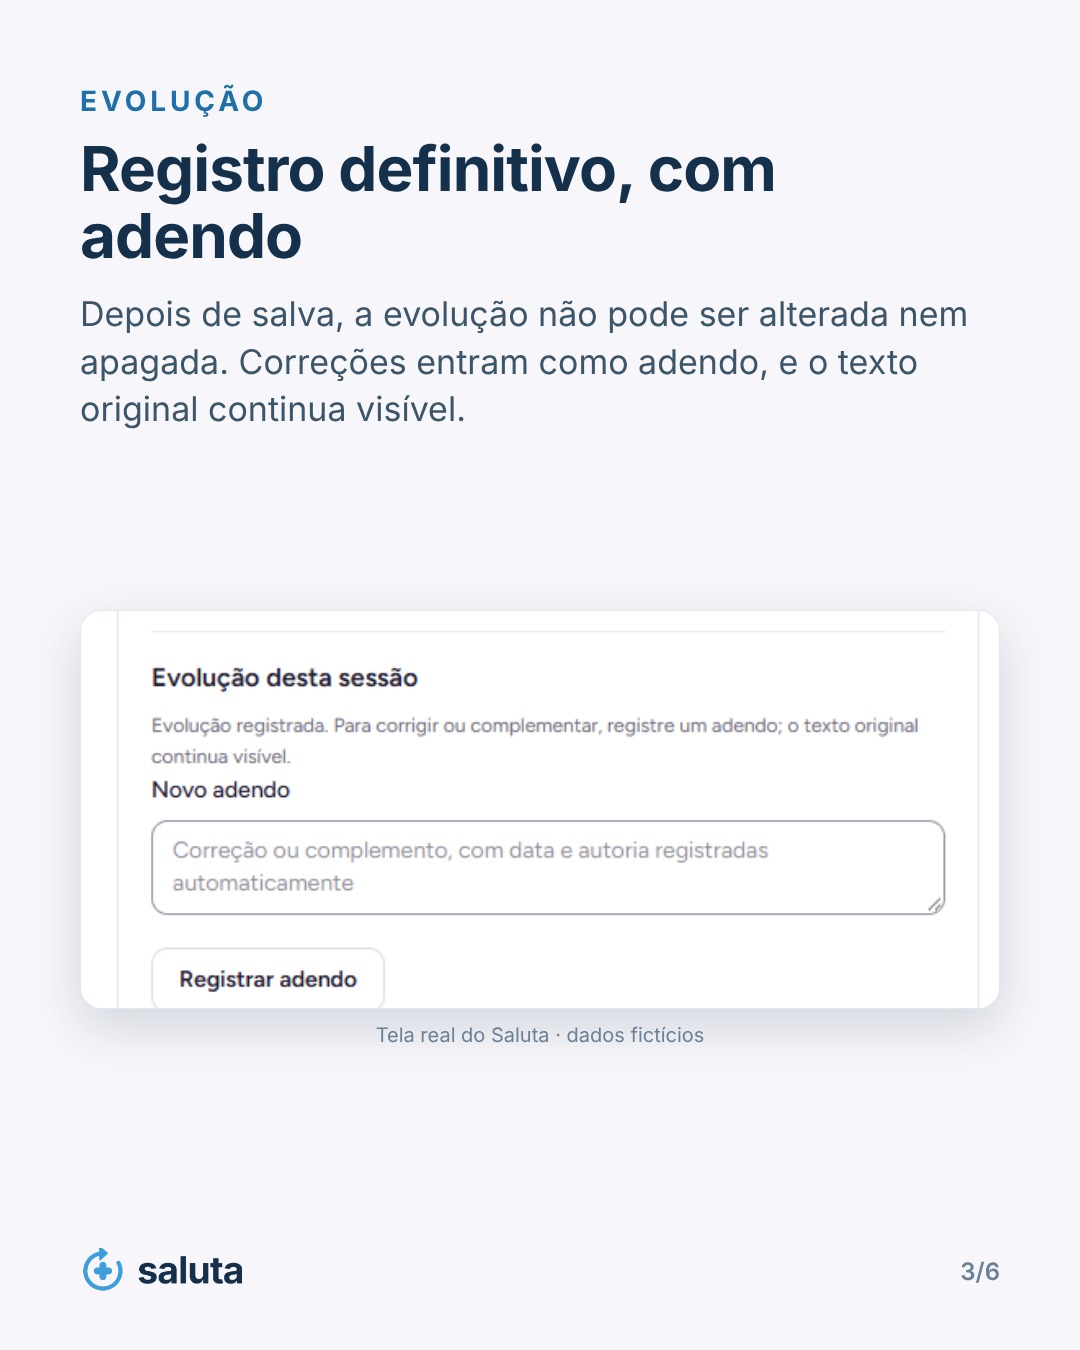 EVOLUÇÃO
Registro definitivo, com
adendo
Depois de salva, a evolução não pode ser alterada nem
apagada. Correções entram como adendo, e o texto
original continua visível.
Evolução desta sessão
Evolução registrada. Para corrigir ou complementar, registre um adendo; o texto original
continua visível.
Novo adendo
Correção ou complemento, com data e autoria registradas
automaticamente
Registrar adendo
Tela real do Saluta · dados fictícios
saluta
3/6